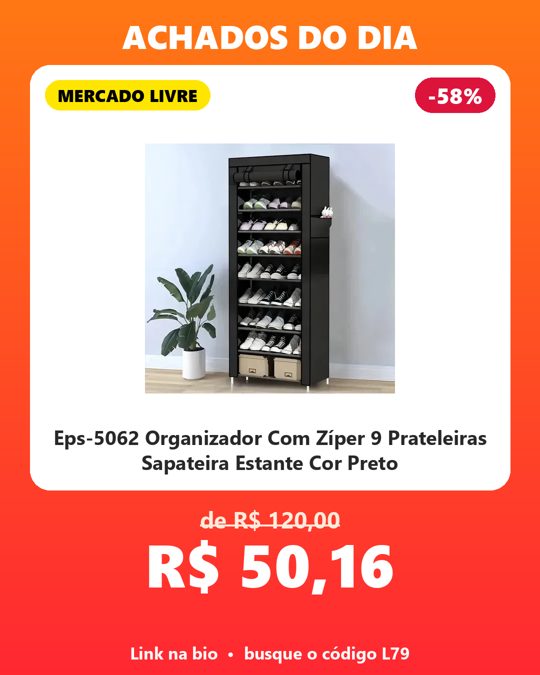 ACHADOS DO DIA
MERCADO LIVRE
-58%
Eps-5062 Organizador Com Zíper 9 Prateleiras
Sapateira Estante Cor Preto
de R$ 120,00
R$ 50,16
Link na bio • busque o código L79